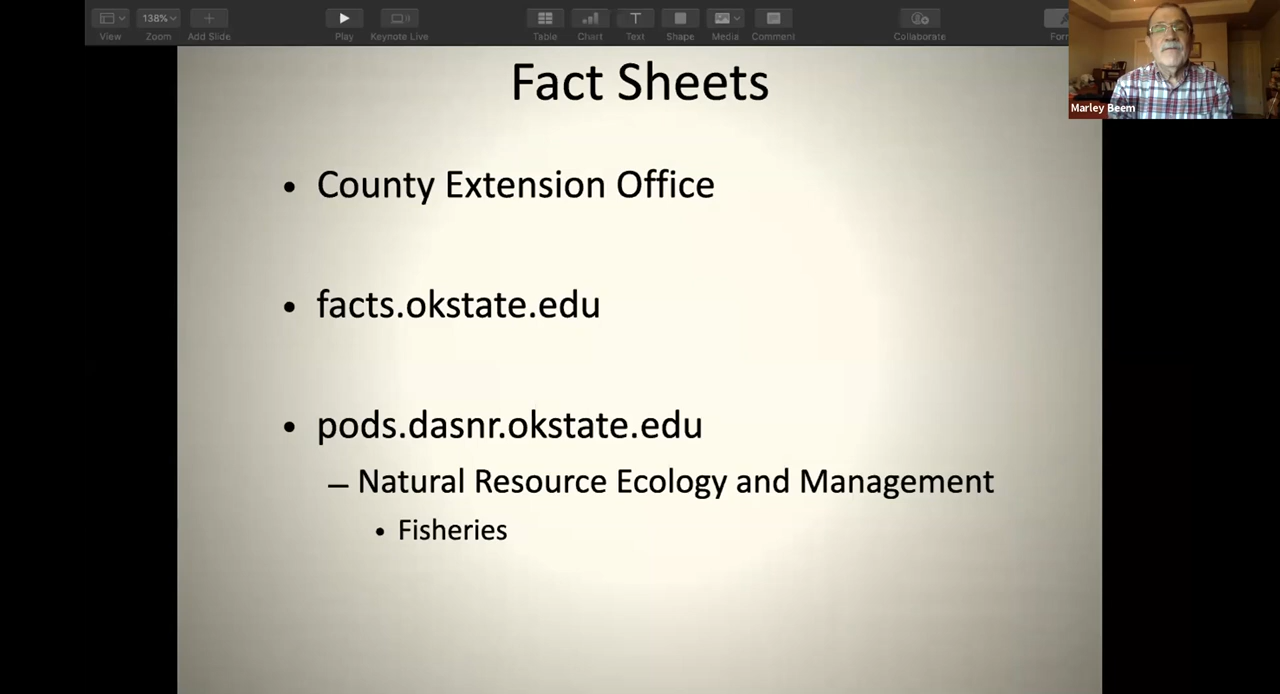 138%
View
Zoom
Add Slide
Play
Keynote Live
Table
Chart
Text
Shape
Media
Comment
Collaborate
Marley Beem
Fact Sheets
• County Extension Office
• facts.okstate.edu
• pods.dasnr.okstate.edu
– Natural Resource Ecology and Management
• Fisheries